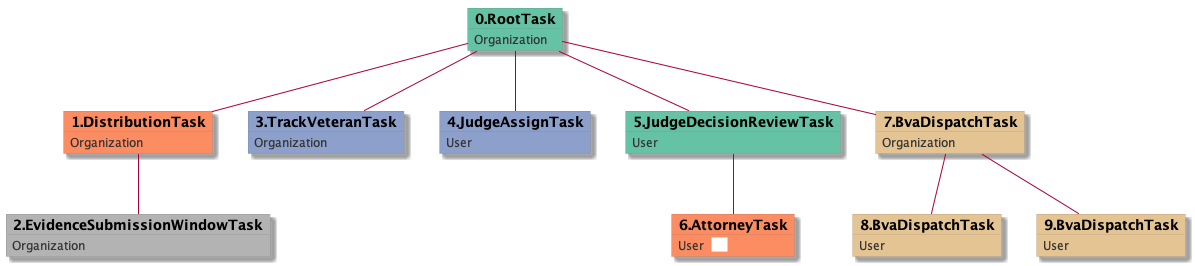 0.RootTask
Organization
1.DistributionTask
Organization
3.TrackVeteranTask
Organization
4.JudgeAssignTask
User
5.JudgeDecisionReviewTask
User
7.BvaDispatchTask
Organization
2.EvidenceSubmissionWindowTask
Organization
6.AttorneyTask
User
8.BvaDispatchTask
User
9.BvaDispatchTask
User